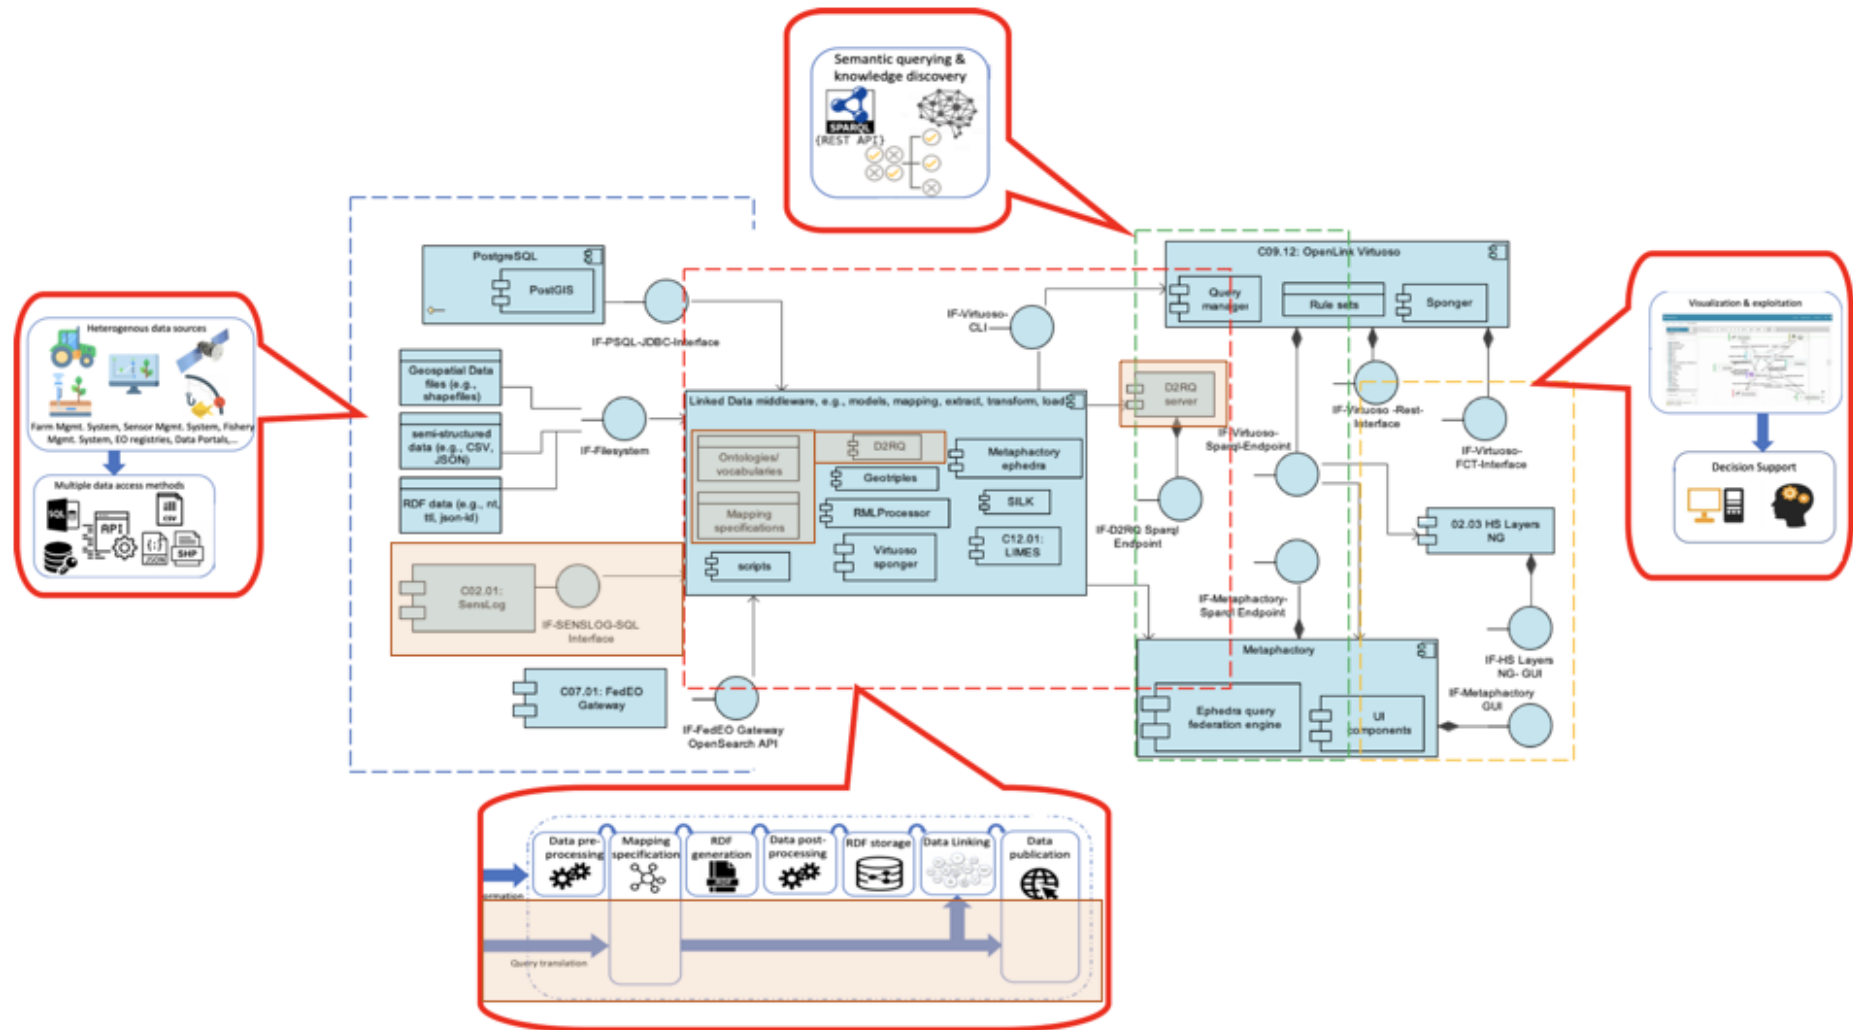 Semantic querying &
knowledge discovery
SPARQL
{REST API}
Heterogenous data sources
Farm Mgmt. System, Sensor Mgmt. System, Fishery
Mgmt. System, EO registries, Data Portals,...
Multiple data access methods
SQL
API
CSV
{;}
JSON
SHP
PostgreSQL
PostGIS
IF-PSQL-JDBC-Interface
Geospatial Data
files (e.g.,
shapefiles)
semi-structured
data (e.g., CSV,
JSON)
RDF data (e.g., nt,
ttl, json-ld)
IF-Filesystem
C02.01:
SensLog
IF-SENSLOG-SQL
Interface
C07.01: FedEO
Gateway
IF-FedEO Gateway
OpenSearch API
Linked Data middleware, e.g., models, mapping, extract, transform, load
Ontologies/
vocabularies
Mapping
specifications
scripts
D2RQ
Geotriples
RMLProcessor
Virtuoso
sponger
Metaphactory
ephedra
SILK
C12.01:
LIMES
IF-Virtuoso-
CLI
C09.12: OpenLink Virtuoso
Query
manager
Rule sets
Sponger
D2RQ
server
IF-D2RQ Sparql
Endpoint
IF-Virtuoso-
Sparql-Endpoint
IF-Virtuoso -Rest-
Interface
IF-Virtuoso-
FCT-Interface
02.03 HS Layers
NG
IF-HS Layers
NG- GUI
IF-Metaphactory-
Sparql Endpoint
Metaphactory
Ephedra query
federation engine
UI
components
IF-Metaphactory
GUI
Visualization & exploitation
Decision Support
Data pre-
processing
Mapping
specification
RDF
generation
Data post-
processing
RDF storage
Data Linking
Data
publication
ormation
Query translation